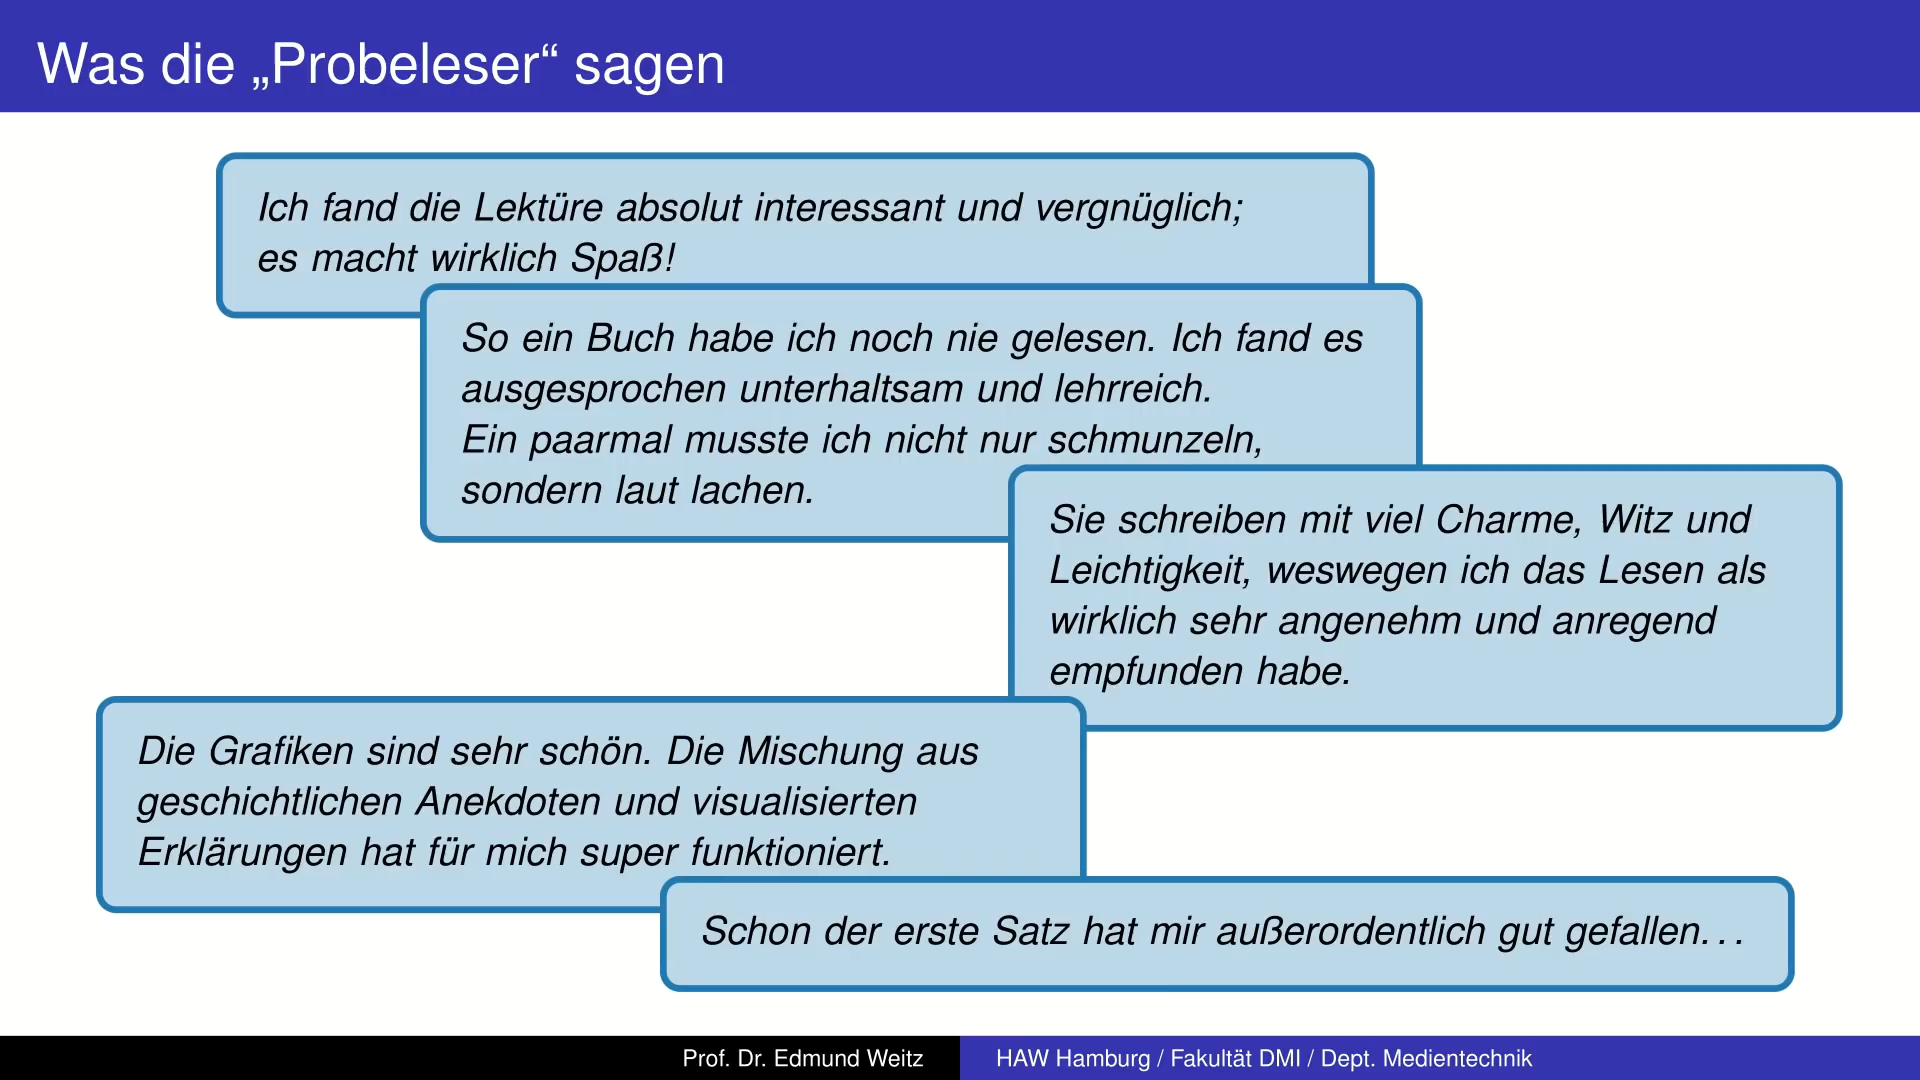 Was die „Probeleser“ sagen
Ich fand die Lektüre absolut interessant und vergnüglich;
es macht wirklich Spaß!
So ein Buch habe ich noch nie gelesen. Ich fand es
ausgesprochen unterhaltsam und lehrreich.
Ein paarmal musste ich nicht nur schmunzeln,
sondern laut lachen.
Sie schreiben mit viel Charme, Witz und
Leichtigkeit, weswegen ich das Lesen als
wirklich sehr angenehm und anregend
empfunden habe.
Die Grafiken sind sehr schön. Die Mischung aus
geschichtlichen Anekdoten und visualisierten
Erklärungen hat für mich super funktioniert.
Schon der erste Satz hat mir außerordentlich gut gefallen...
Prof. Dr. Edmund Weitz
HAW Hamburg / Fakultät DMI / Dept. Medientechnik